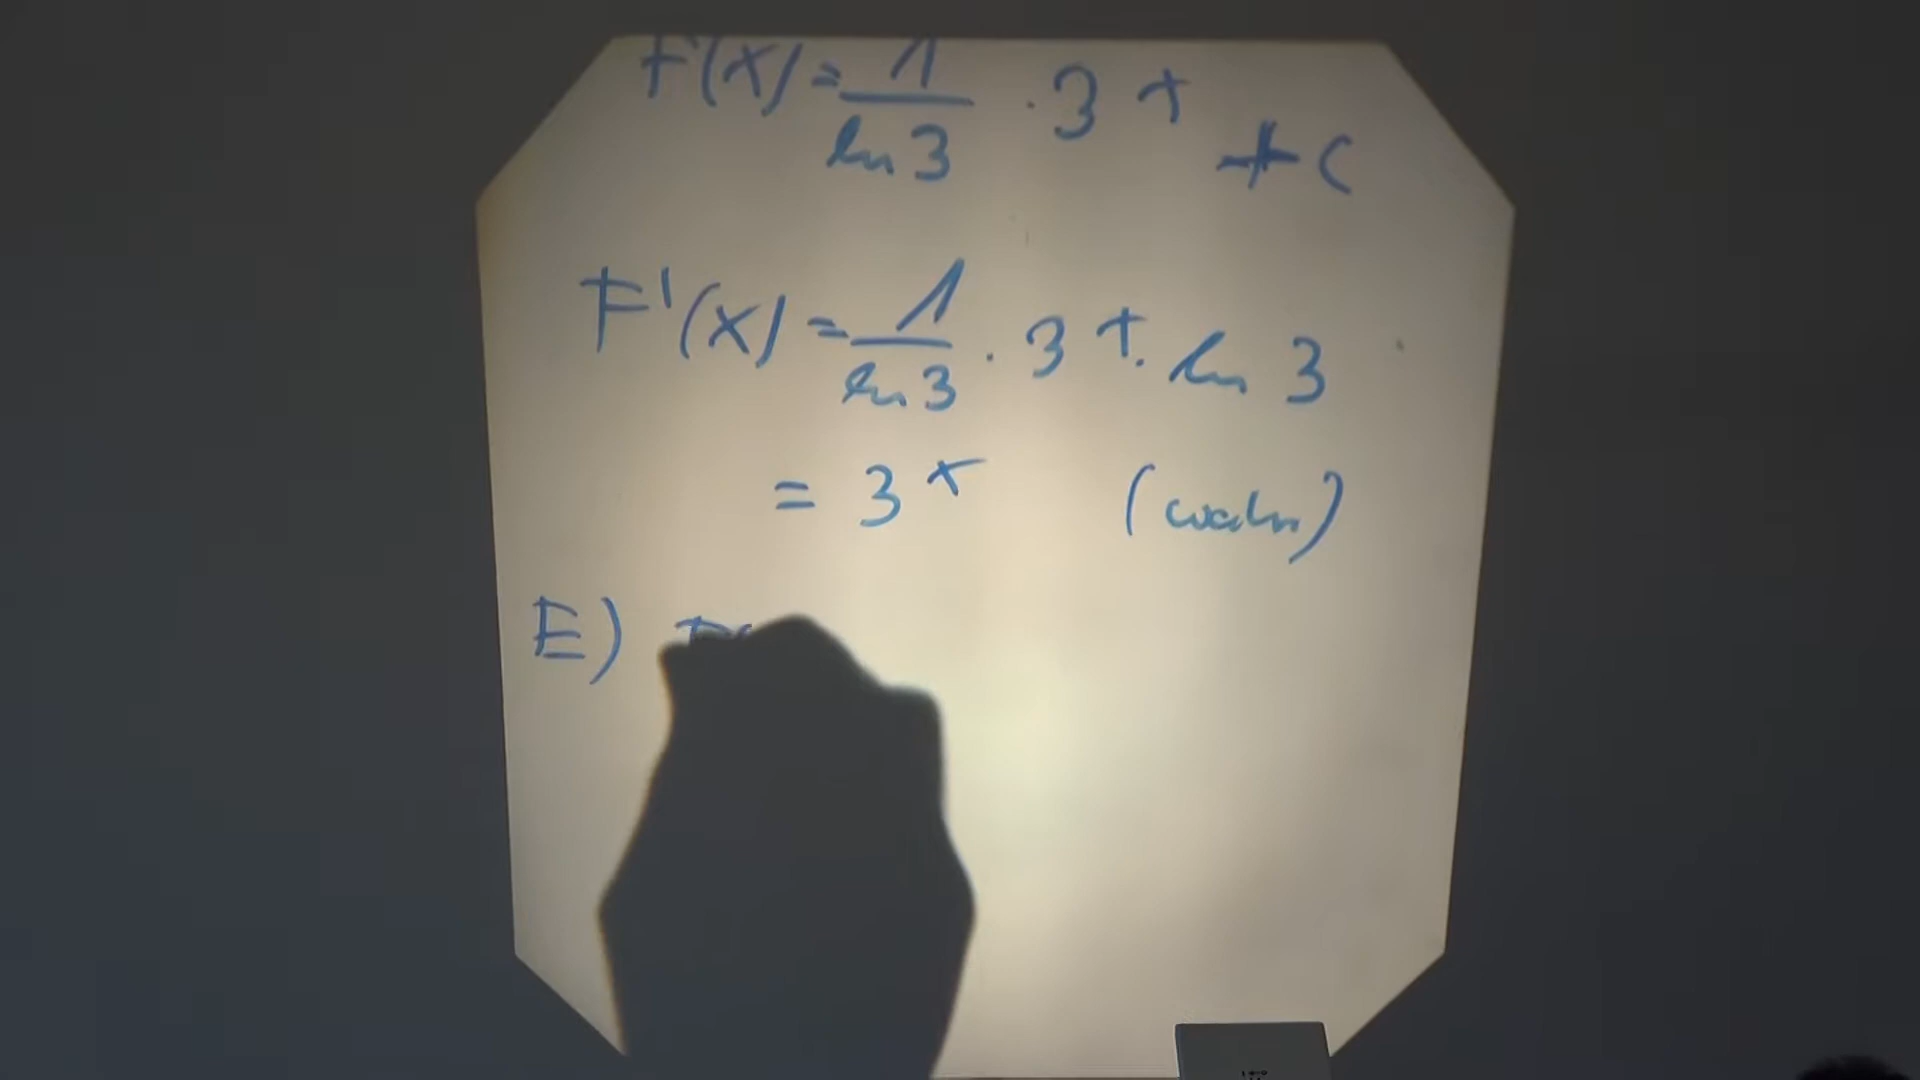 F(x) = 1/ln 3 · 3^x + C
F'(x) = 1/ln 3 · 3^x · ln 3
= 3^x (wahr)
E)